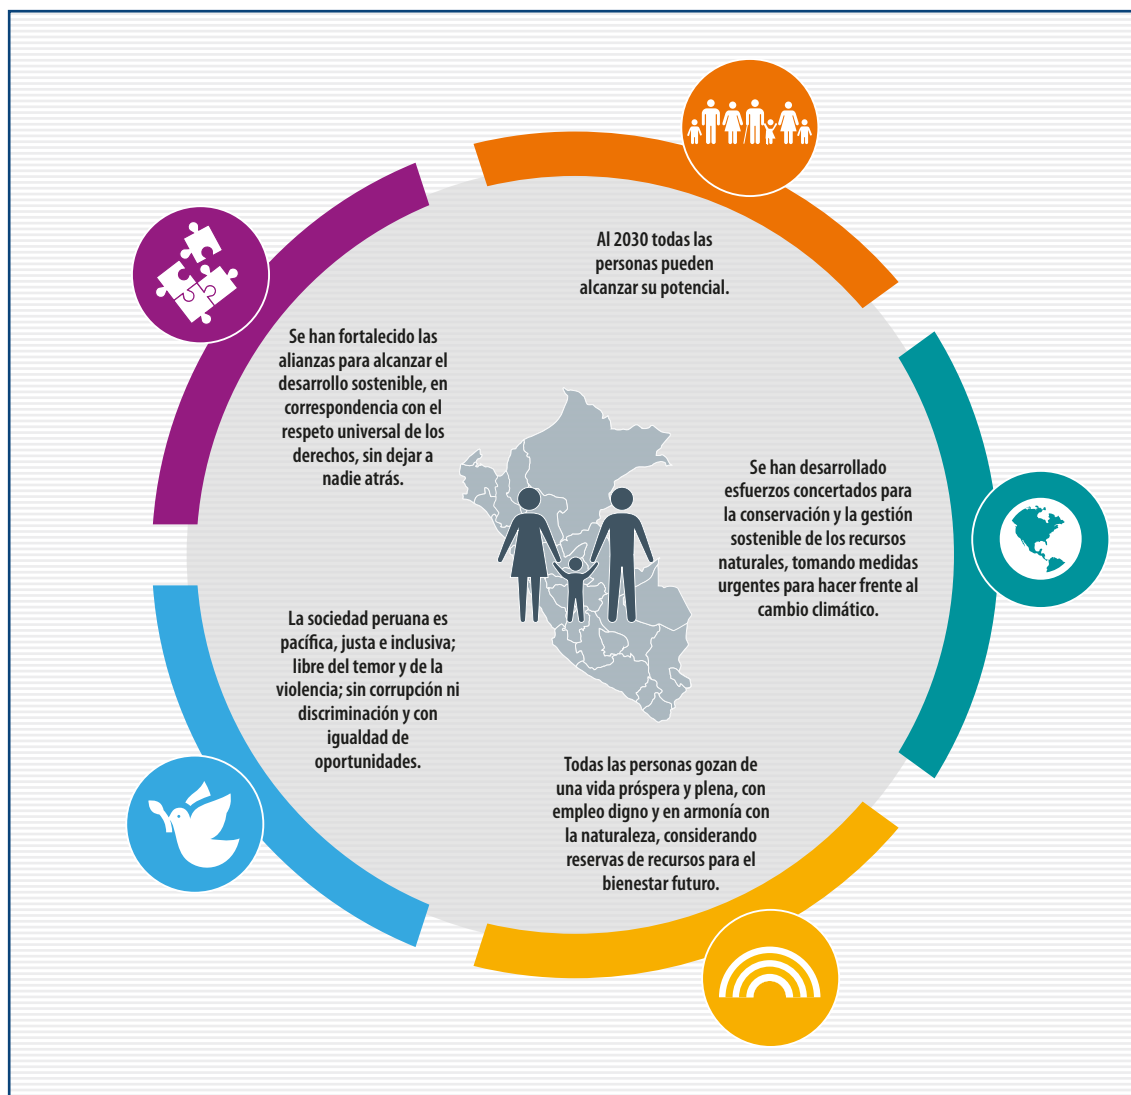 Al 2030 todas las
personas pueden
alcanzar su potencial.
Se han desarrollado
esfuerzos concertados para
la conservación y la gestión
sostenible de los recursos
naturales, tomando medidas
urgentes para hacer frente al
cambio climático.
Todas las personas gozan de
una vida próspera y plena, con
empleo digno y en armonía con
la naturaleza, considerando
reservas de recursos para el
bienestar futuro.
La sociedad peruana es
pacífica, justa e inclusiva;
libre del temor y de la
violencia; sin corrupción ni
discriminación y con
igualdad de
oportunidades.
Se han fortalecido las
alianzas para alcanzar el
desarrollo sostenible, en
correspondencia con el
respeto universal de los
derechos, sin dejar a
nadie atrás.